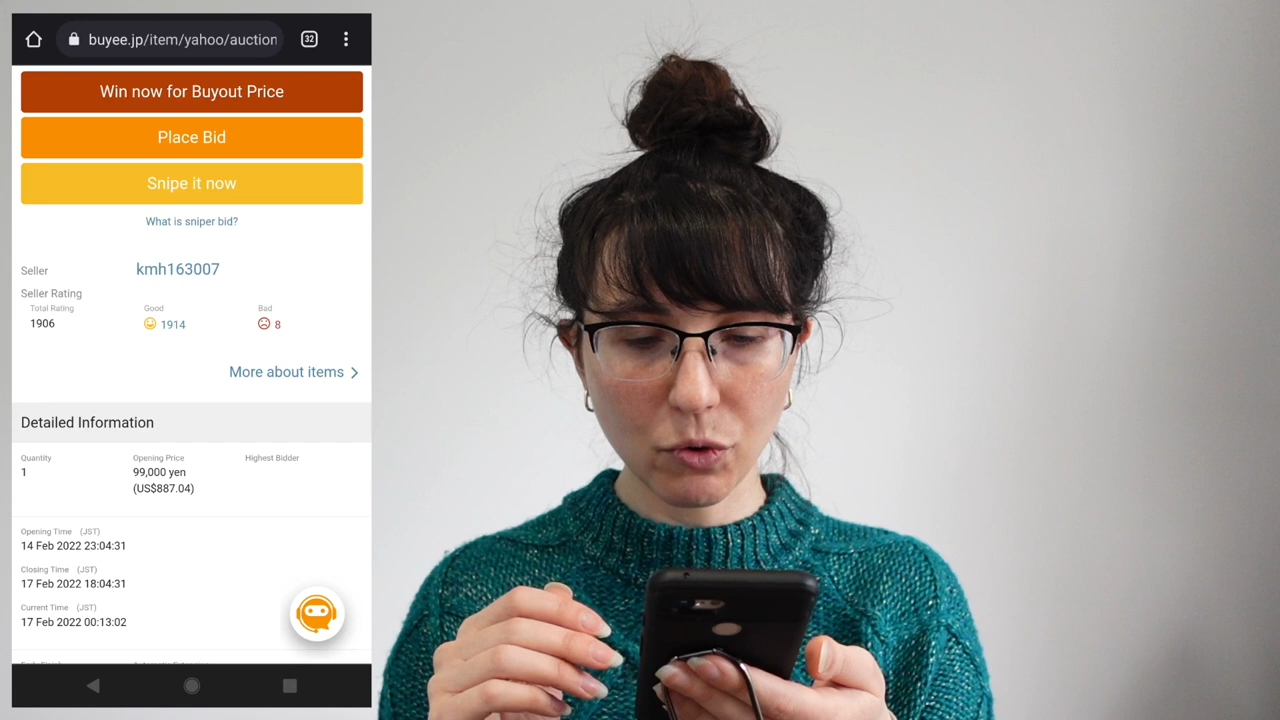 buyee.jp/item/yahoo/auction
32
Win now for Buyout Price
Place Bid
Snipe it now
What is sniper bid?
Seller kmh163007
Seller Rating
Total Rating Good Bad
1906 1914 8
More about items
Detailed Information
Quantity Opening Price Highest Bidder
1 99,000 yen
(US$887.04)
Opening Time (JST)
14 Feb 2022 23:04:31
Closing Time (JST)
17 Feb 2022 18:04:31
Current Time (JST)
17 Feb 2022 00:13:02